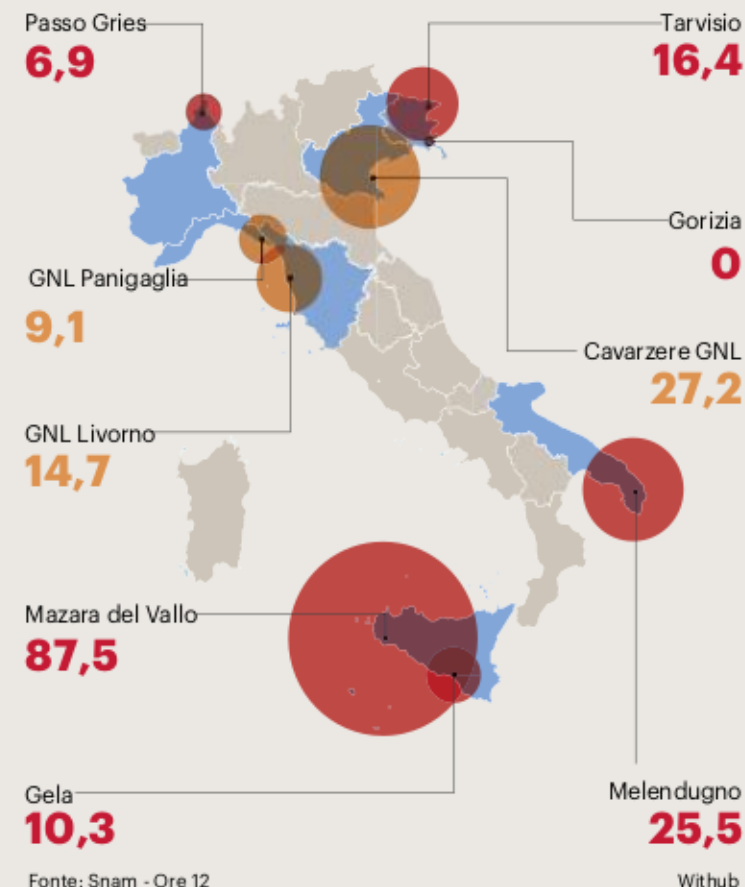 Passo Gries
6,9
Tarvisio
16,4
Gorizia
0
GNL Panigaglia
9,1
Cavarzere GNL
27,2
GNL Livorno
14,7
Mazara del Vallo
87,5
Gela
10,3
Melendugno
25,5
Fonte: Snam - Ore 12
Withub